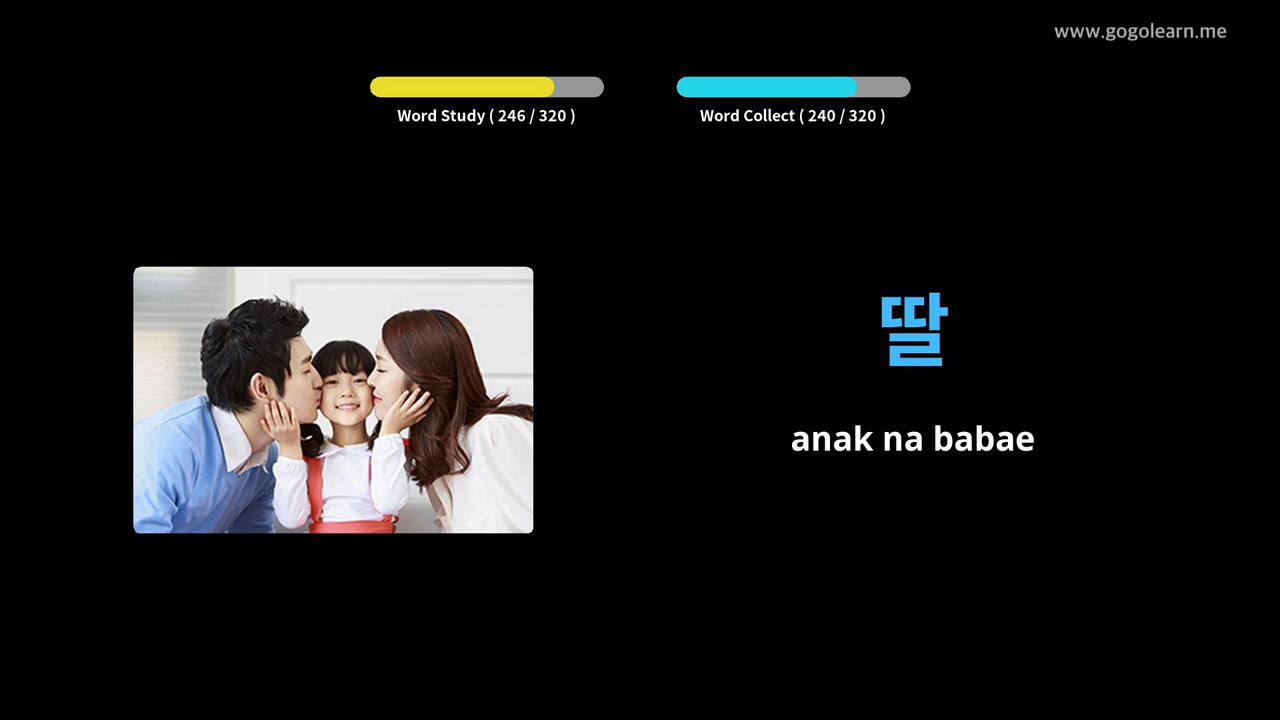 www.gogolearn.me
Word Study ( 246 / 320 )
Word Collect ( 240 / 320 )
딸
anak na babae